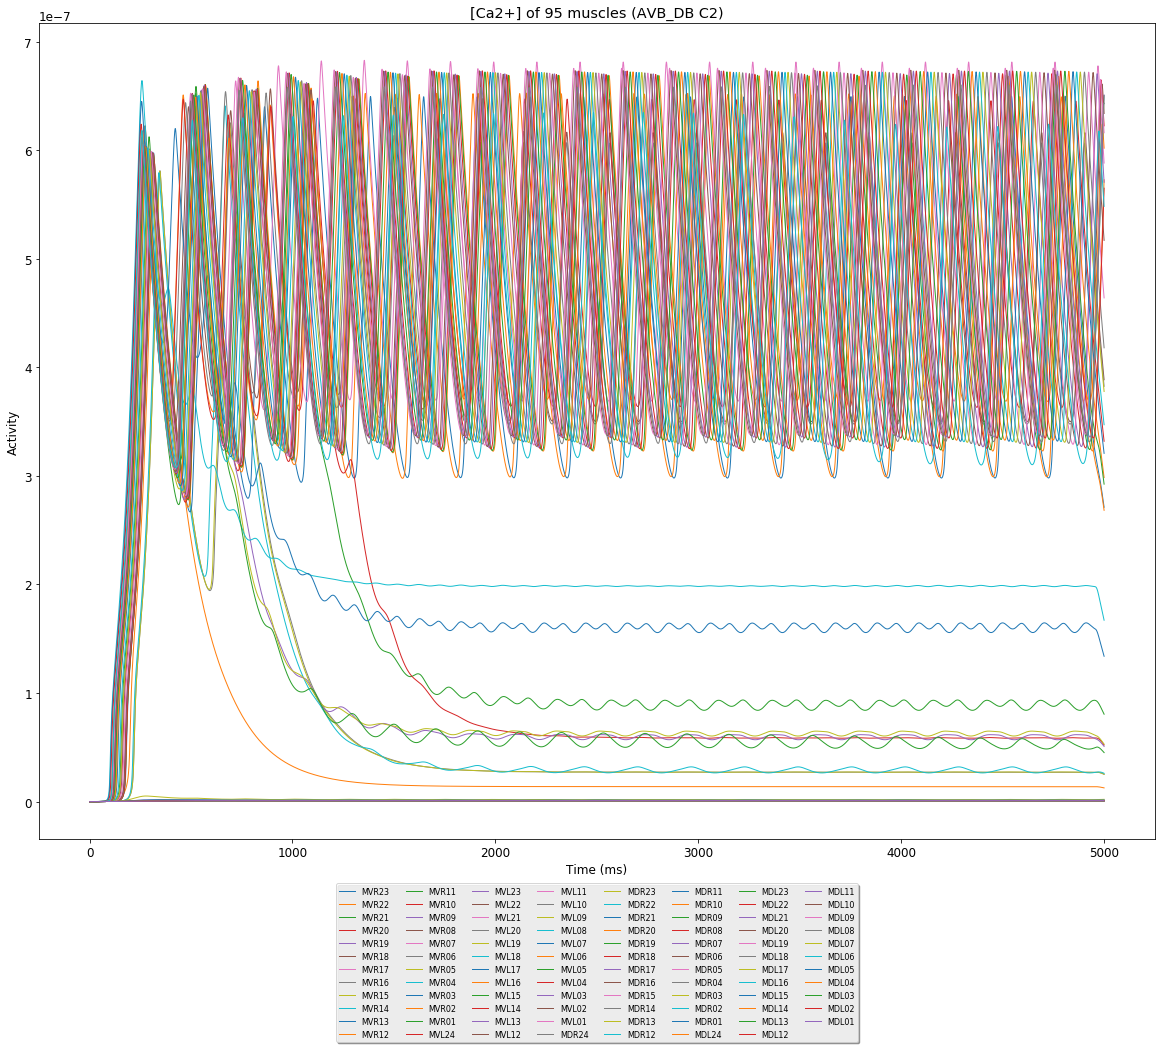 [Ca2+] of 95 muscles (AVB_DB C2)
1e−7
7
6
5
4
3
2
1
0
Activity
0 1000 2000 3000 4000 5000
Time (ms)
MVR23 MVR11 MVL23 MVL11 MDR23 MDR11 MDL23 MDL11
MVR22 MVR10 MVL22 MVL10 MDR22 MDR10 MDL22 MDL10
MVR21 MVR09 MVL21 MVL09 MDR21 MDR09 MDL21 MDL09
MVR20 MVR08 MVL20 MVL08 MDR20 MDR08 MDL20 MDL08
MVR19 MVR07 MVL19 MVL07 MDR19 MDR07 MDL19 MDL07
MVR18 MVR06 MVL18 MVL06 MDR18 MDR06 MDL18 MDL06
MVR17 MVR05 MVL17 MVL05 MDR17 MDR05 MDL17 MDL05
MVR16 MVR04 MVL16 MVL04 MDR16 MDR04 MDL16 MDL04
MVR15 MVR03 MVL15 MVL03 MDR15 MDR03 MDL15 MDL03
MVR14 MVR02 MVL14 MVL02 MDR14 MDR02 MDL14 MDL02
MVR13 MVR01 MVL13 MVL01 MDR13 MDR01 MDL13 MDL01
MVR12 MVL24 MVL12 MDR24 MDR12 MDL24 MDL12